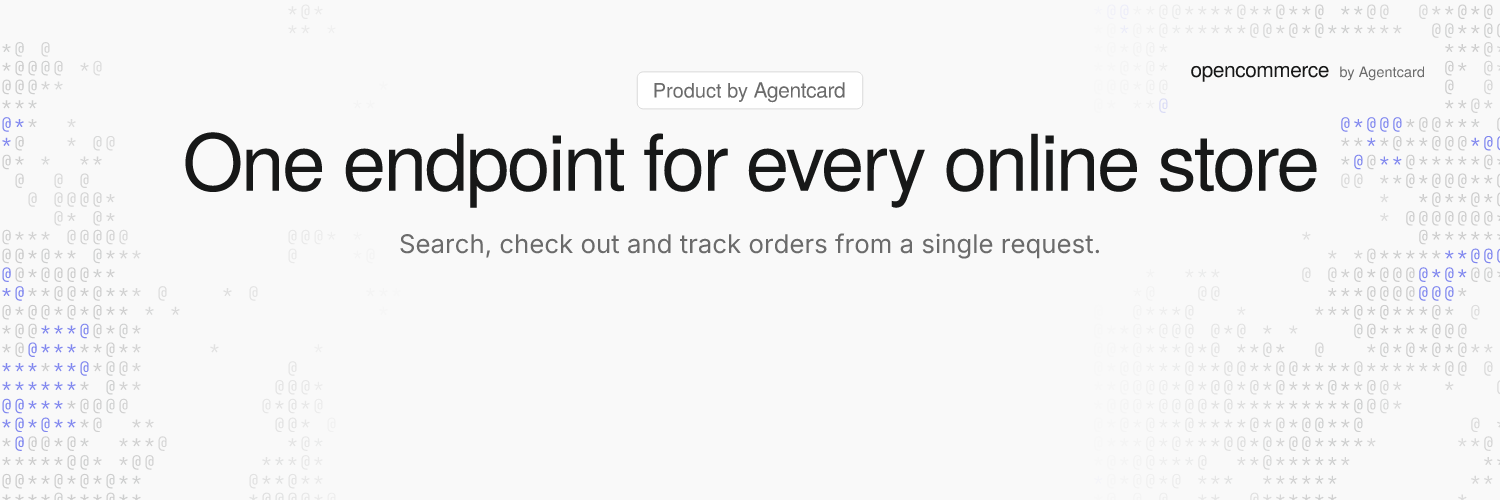 opencommerce by Agentcard
Product by Agentcard
One endpoint for every online store
Search, check out and track orders from a single request.